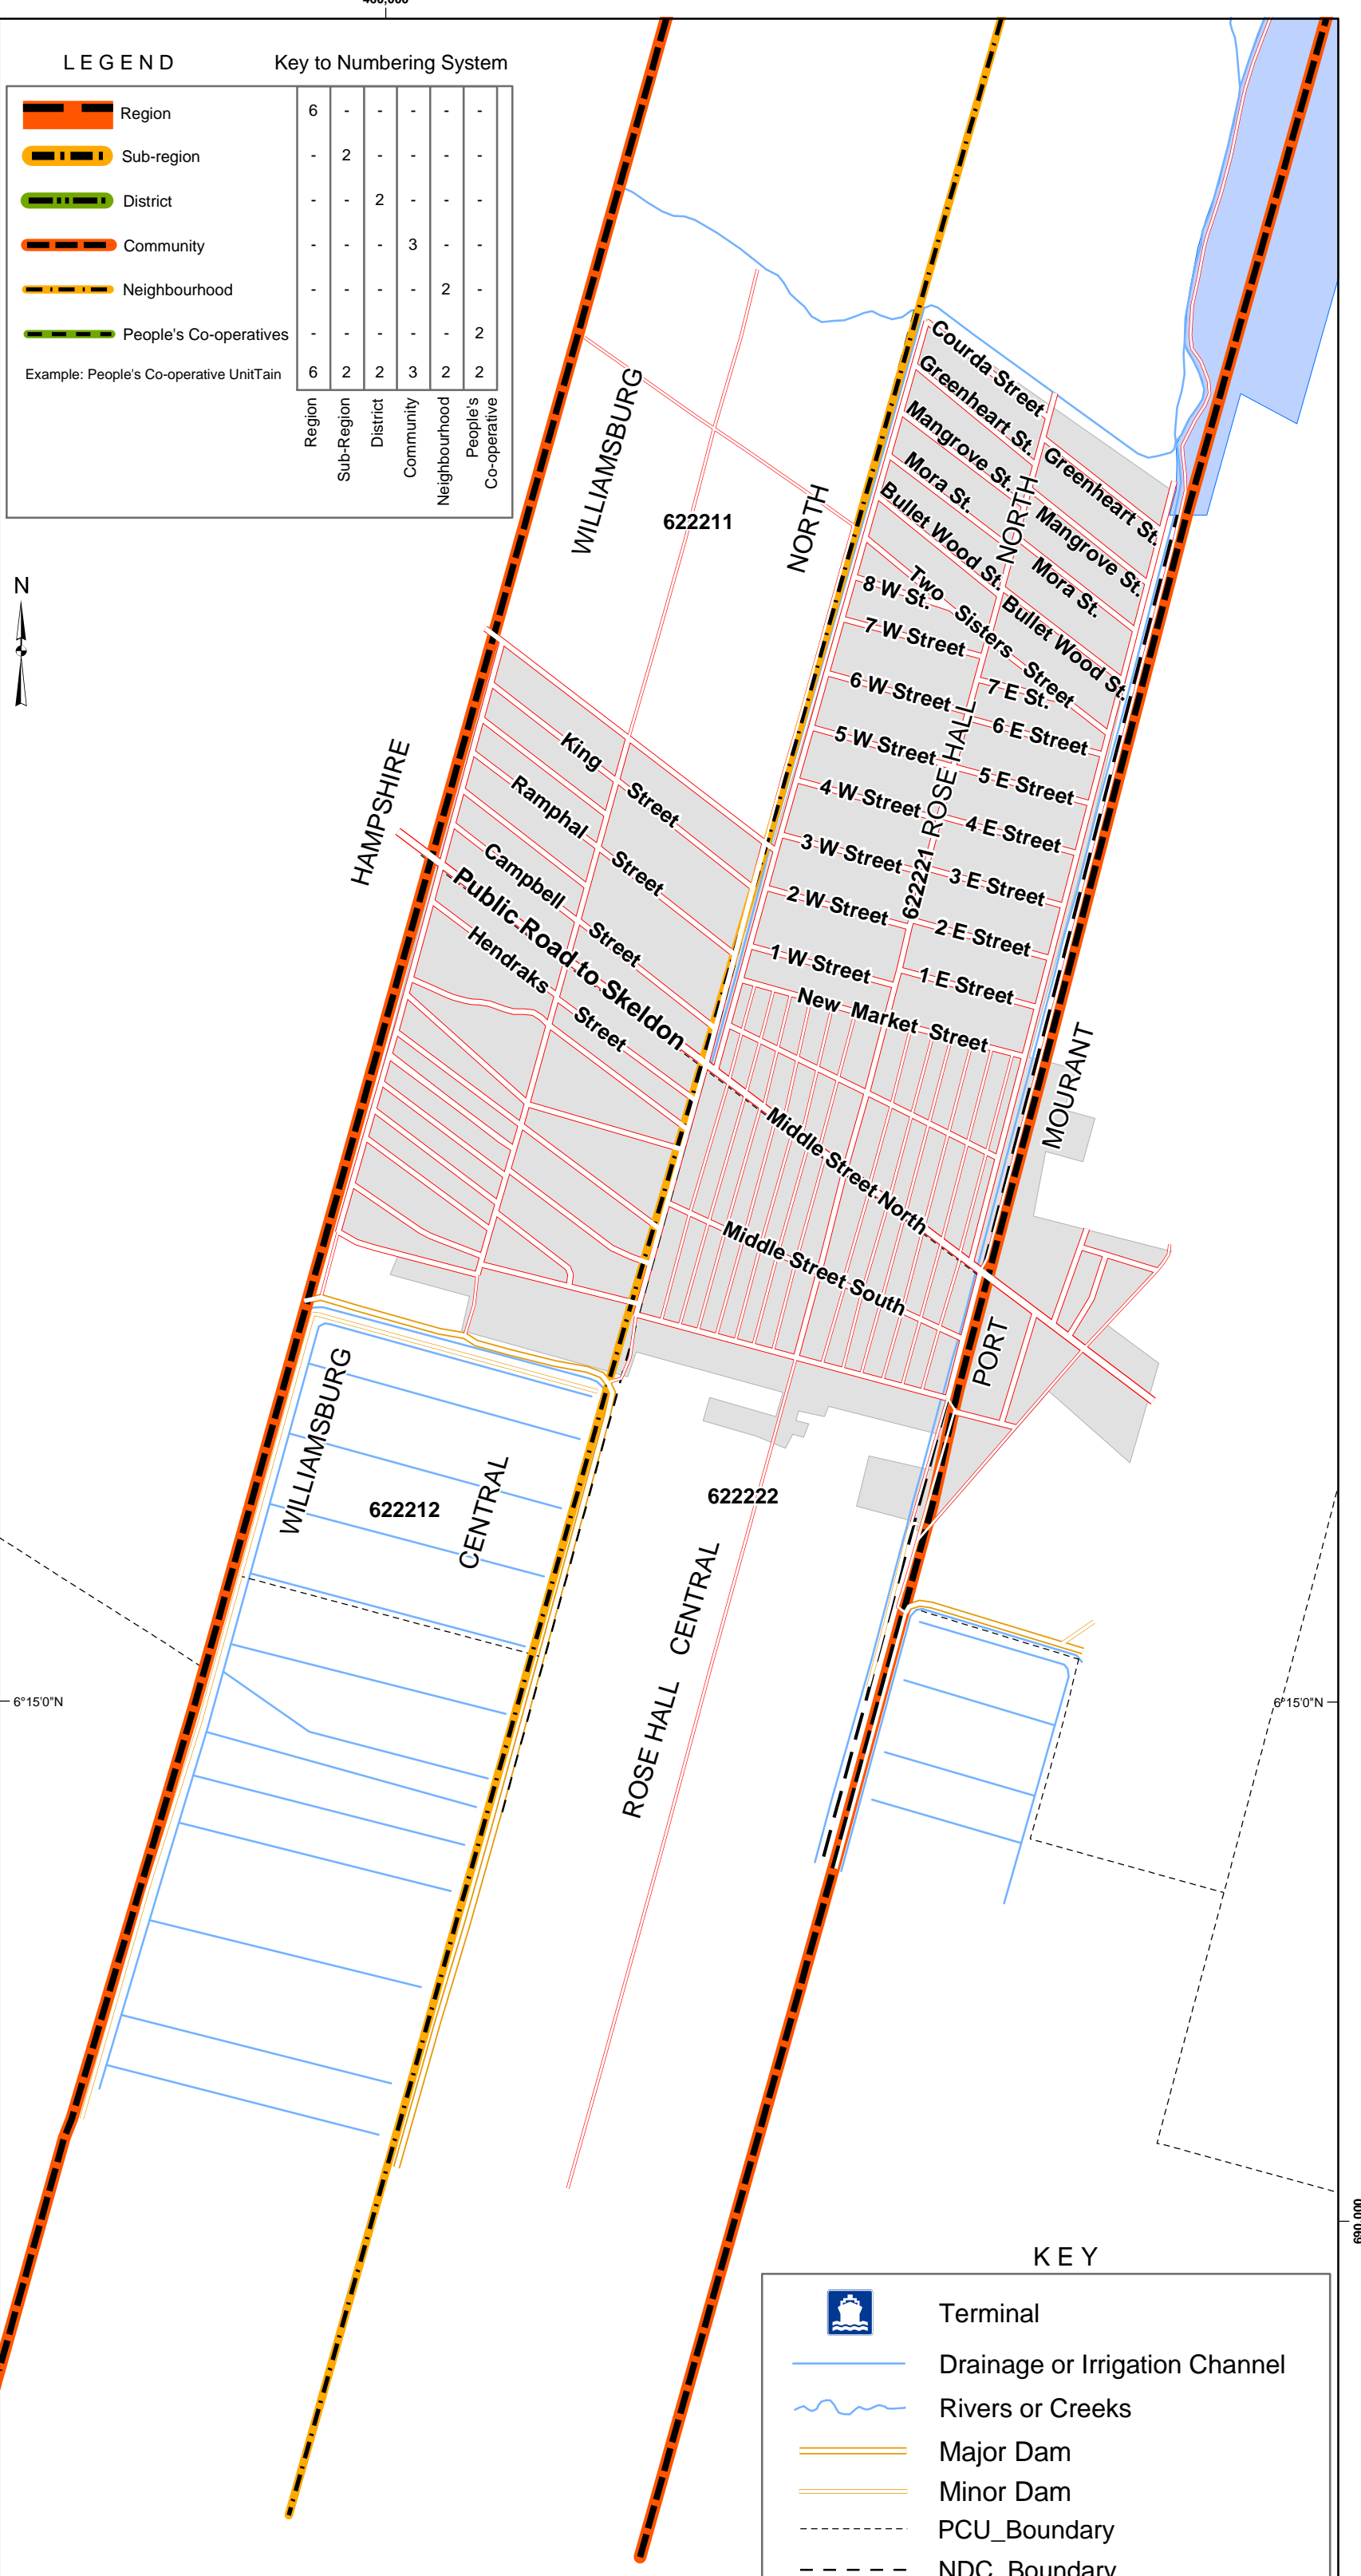 L E G E N D
Key to Numbering System
Region
6 - - - - -
Sub-region
- 2 - - - -
District
- - 2 - - -
Community
- - - 3 - -
Neighbourhood
- - - - 2 -
People's Co-operatives
- - - - - 2
Example: People's Co-operative UnitTain
6 2 2 3 2 2
Region
Sub-Region
District
Community
Neighbourhood
People's
Co-operative
N
WILLIAMSBURG
NORTH
622211
HAMPSHIRE
Courda Street
Greenheart St.
Greenheart St.
Mangrove St.
Mangrove St.
Mora St.
Mora St.
Bullet Wood St.
Bullet Wood St.
Two Sisters Street
NORTH
8 W St.
7 W Street
7 E St.
6 W Street
6 E Street
5 W Street
5 E Street
4 W Street
4 E Street
3 W Street
3 E Street
2 W Street
2 E Street
1 W Street
1 E Street
622221 ROSE HALL
New Market Street
King Street
Ramphal Street
Campbell Street
Public Road to Skeldon
Hendraks Street
Middle Street North
Middle Street South
MOURANT
PORT
WILLIAMSBURG
CENTRAL
622212
622222
ROSE HALL CENTRAL
6°15'0"N
6°15'0"N
690,000
K E Y
Terminal
Drainage or Irrigation Channel
Rivers or Creeks
Major Dam
Minor Dam
PCU_Boundary
NDC_Boundary